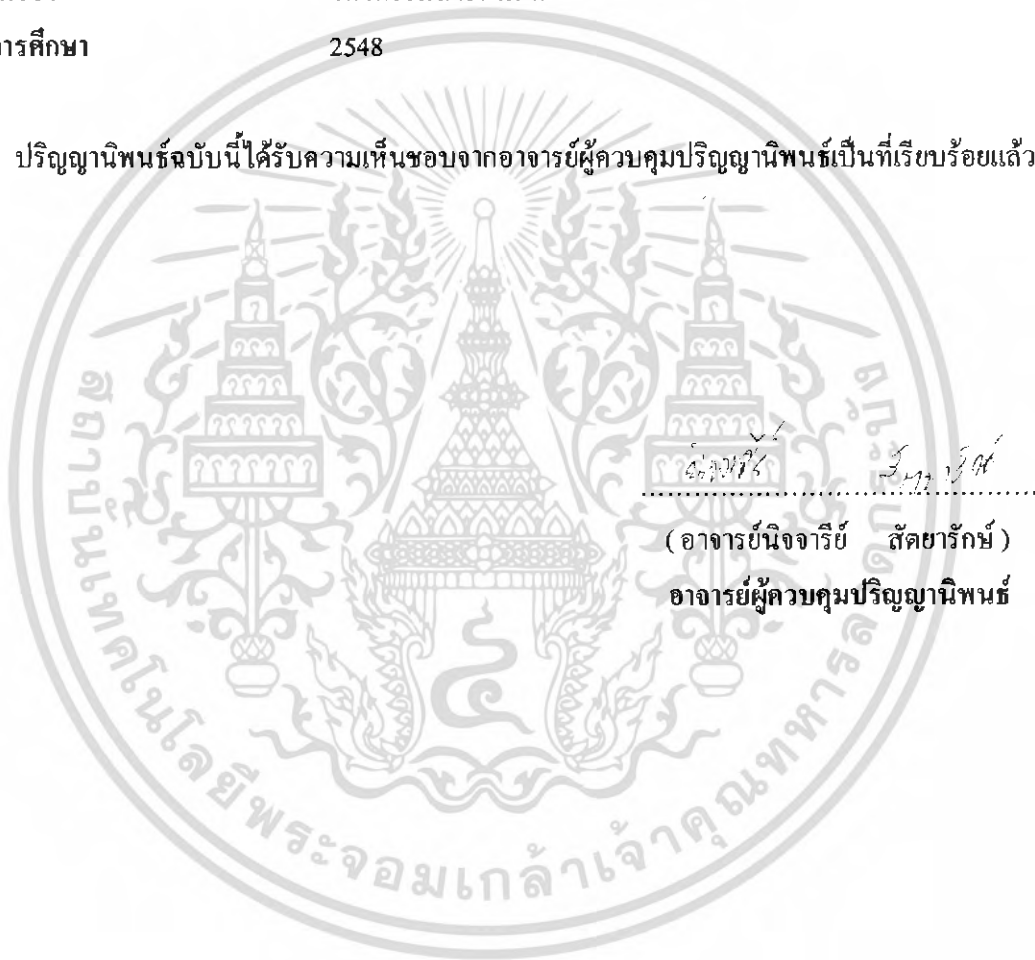 การศึกษา 2548
ปริญญานิพนธ์ฉบับนี้ได้รับความเห็นชอบจากอาจารย์ผู้ควบคุมปริญญานิพนธ์เป็นที่เรียบร้อยแล้ว
(อาจารย์นิจจารีย์ สัตยารักษ์)
อาจารย์ผู้ควบคุมปริญญานิพนธ์
สถาบันเทคโนโลยีพระจอมเกล้าเจ้าคุณทหารลาดกระบัง